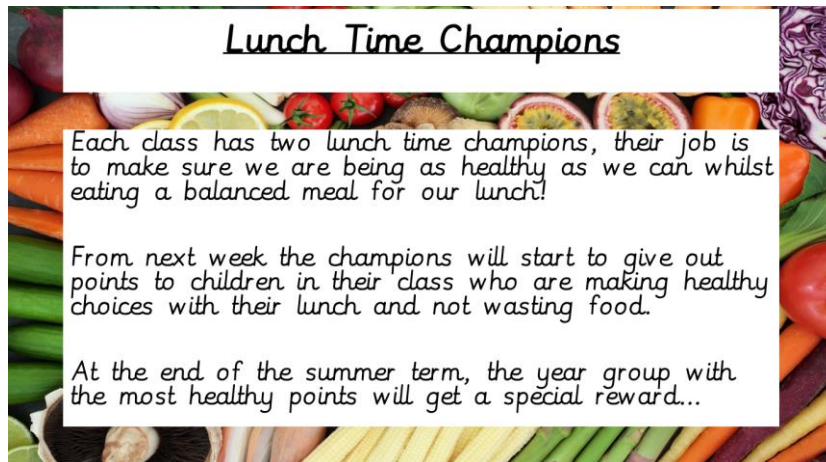 Lunch Time Champions
Each class has two lunch time champions, their job is
to make sure we are being as healthy as we can whilst
eating a balanced meal for our lunch!
From next week the champions will start to give out
points to children in their class who are making healthy
choices with their lunch and not wasting food.
At the end of the summer term, the year group with
the most healthy points will get a special reward...